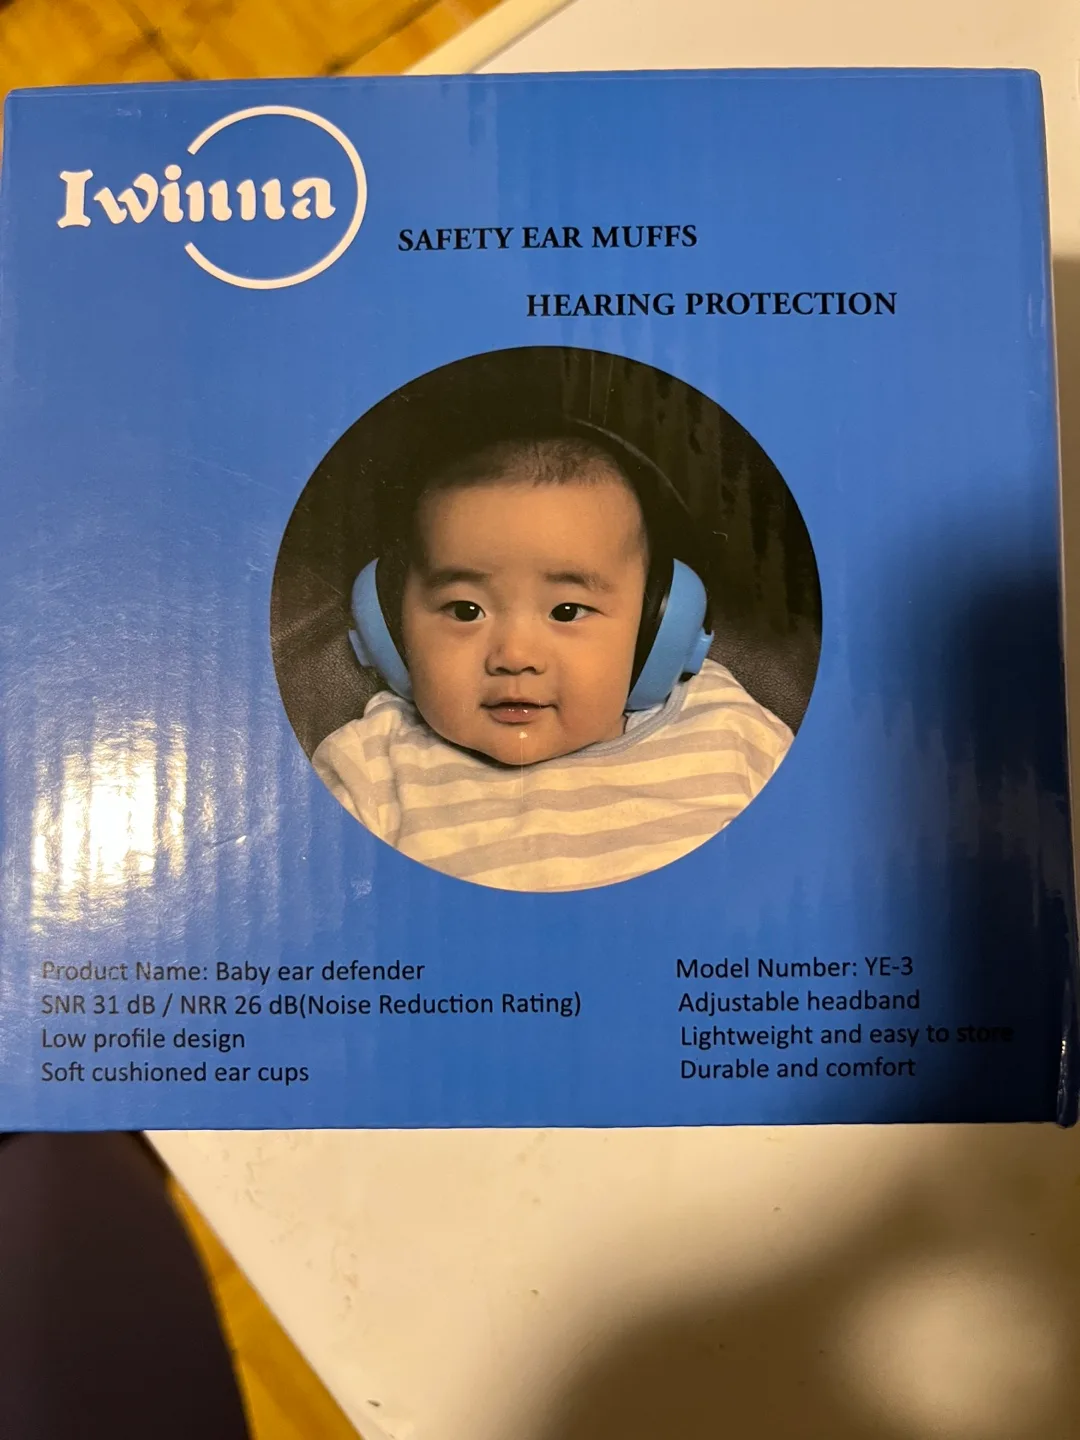 Iwinna
SAFETY EAR MUFFS
HEARING PROTECTION
Product Name: Baby ear defender
SNR 31 dB / NRR 26 dB(Noise Reduction Rating)
Low profile design
Soft cushioned ear cups
Model Number: YE-3
Adjustable headband
Lightweight and easy to store
Durable and comfort